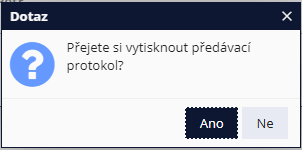 Dotaz
Přejete si vytisknout předávací
protokol?
Ano
Ne